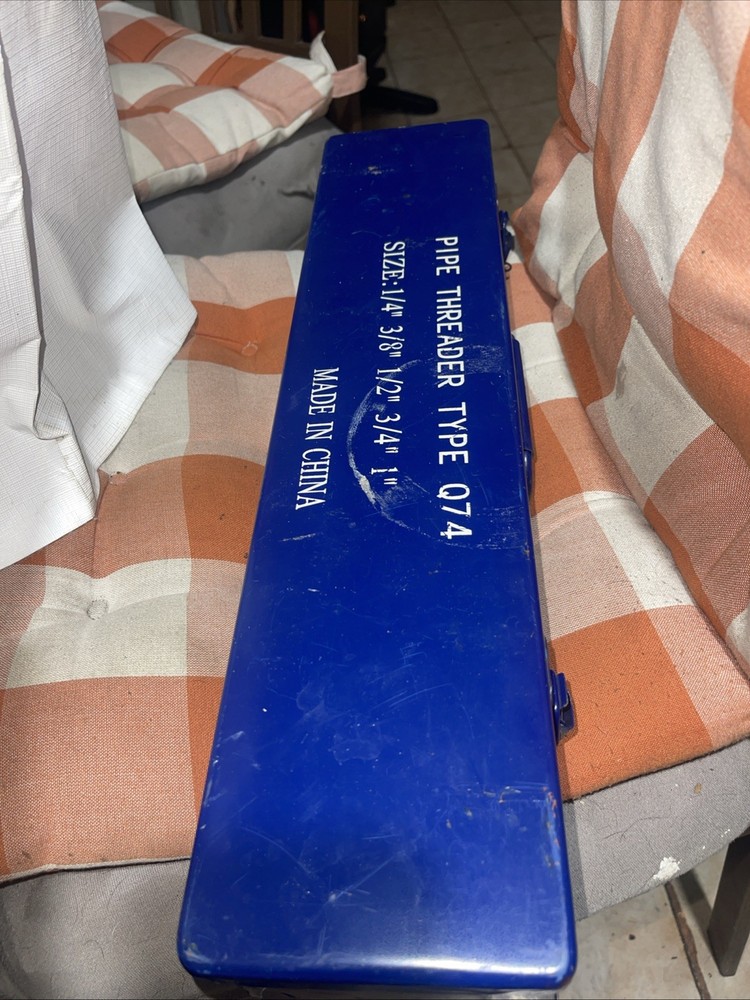 PIPE THREADER TYPE Q74
SIZE:1/4" 3/8" 1/2" 3/4" 1"
MADE IN CHINA